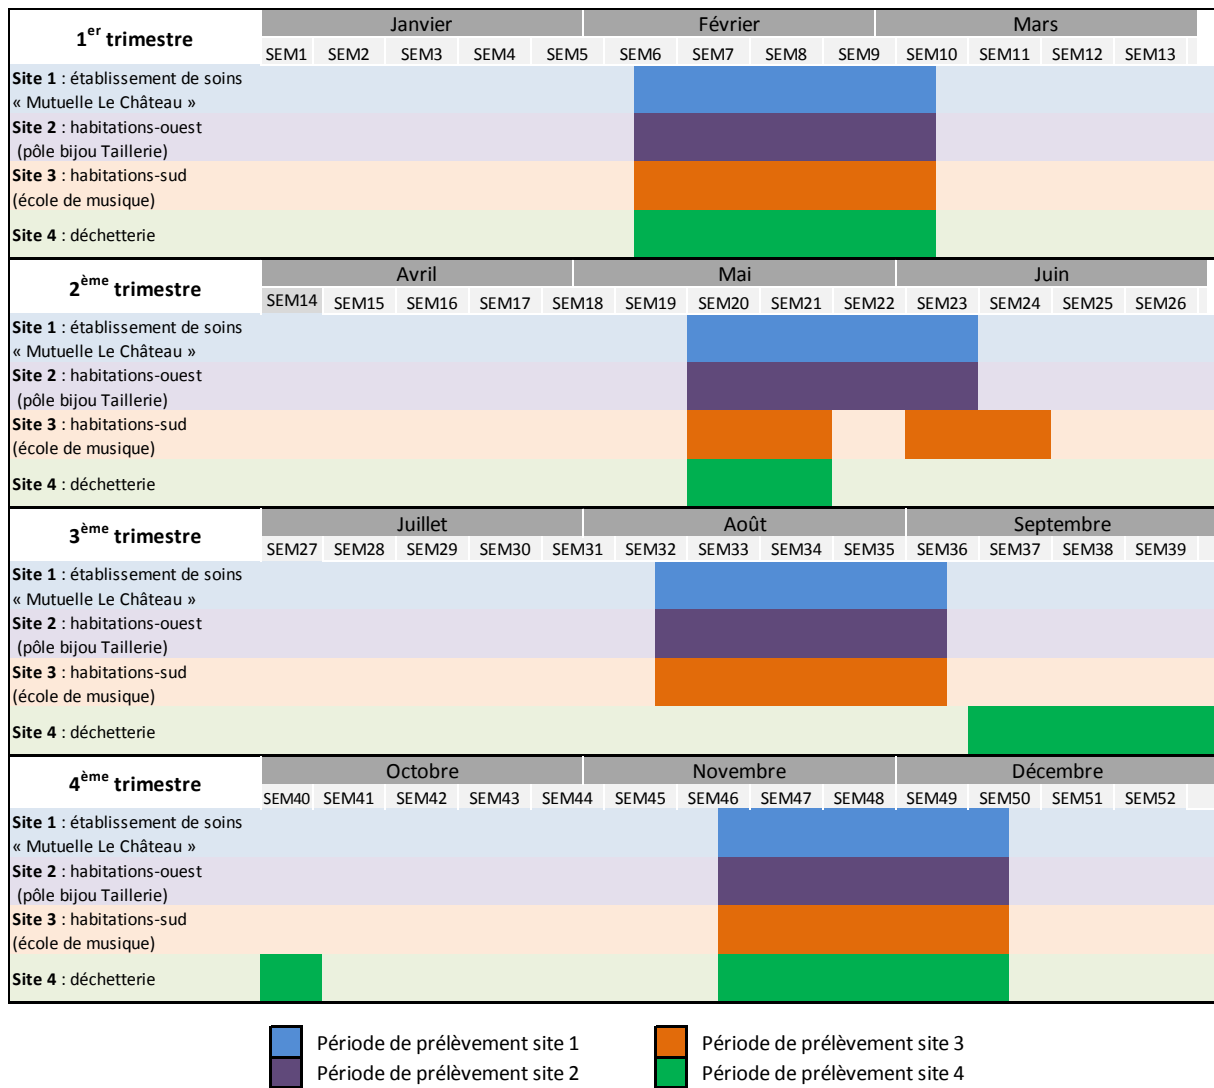 1er trimestre
Janvier Février Mars
SEM1 SEM2 SEM3 SEM4 SEM5 SEM6 SEM7 SEM8 SEM9 SEM10 SEM11 SEM12 SEM13
Site 1 : établissement de soins
« Mutuelle Le Château »
Site 2 : habitations-ouest
(pôle bijou Taillerie)
Site 3 : habitations-sud
(école de musique)
Site 4 : déchetterie
2ème trimestre
Avril Mai Juin
SEM14 SEM15 SEM16 SEM17 SEM18 SEM19 SEM20 SEM21 SEM22 SEM23 SEM24 SEM25 SEM26
Site 1 : établissement de soins
« Mutuelle Le Château »
Site 2 : habitations-ouest
(pôle bijou Taillerie)
Site 3 : habitations-sud
(école de musique)
Site 4 : déchetterie
3ème trimestre
Juillet Août Septembre
SEM27 SEM28 SEM29 SEM30 SEM31 SEM32 SEM33 SEM34 SEM35 SEM36 SEM37 SEM38 SEM39
Site 1 : établissement de soins
« Mutuelle Le Château »
Site 2 : habitations-ouest
(pôle bijou Taillerie)
Site 3 : habitations-sud
(école de musique)
Site 4 : déchetterie
4ème trimestre
Octobre Novembre Décembre
SEM40 SEM41 SEM42 SEM43 SEM44 SEM45 SEM46 SEM47 SEM48 SEM49 SEM50 SEM51 SEM52
Site 1 : établissement de soins
« Mutuelle Le Château »
Site 2 : habitations-ouest
(pôle bijou Taillerie)
Site 3 : habitations-sud
(école de musique)
Site 4 : déchetterie
Période de prélèvement site 1 Période de prélèvement site 3
Période de prélèvement site 2 Période de prélèvement site 4